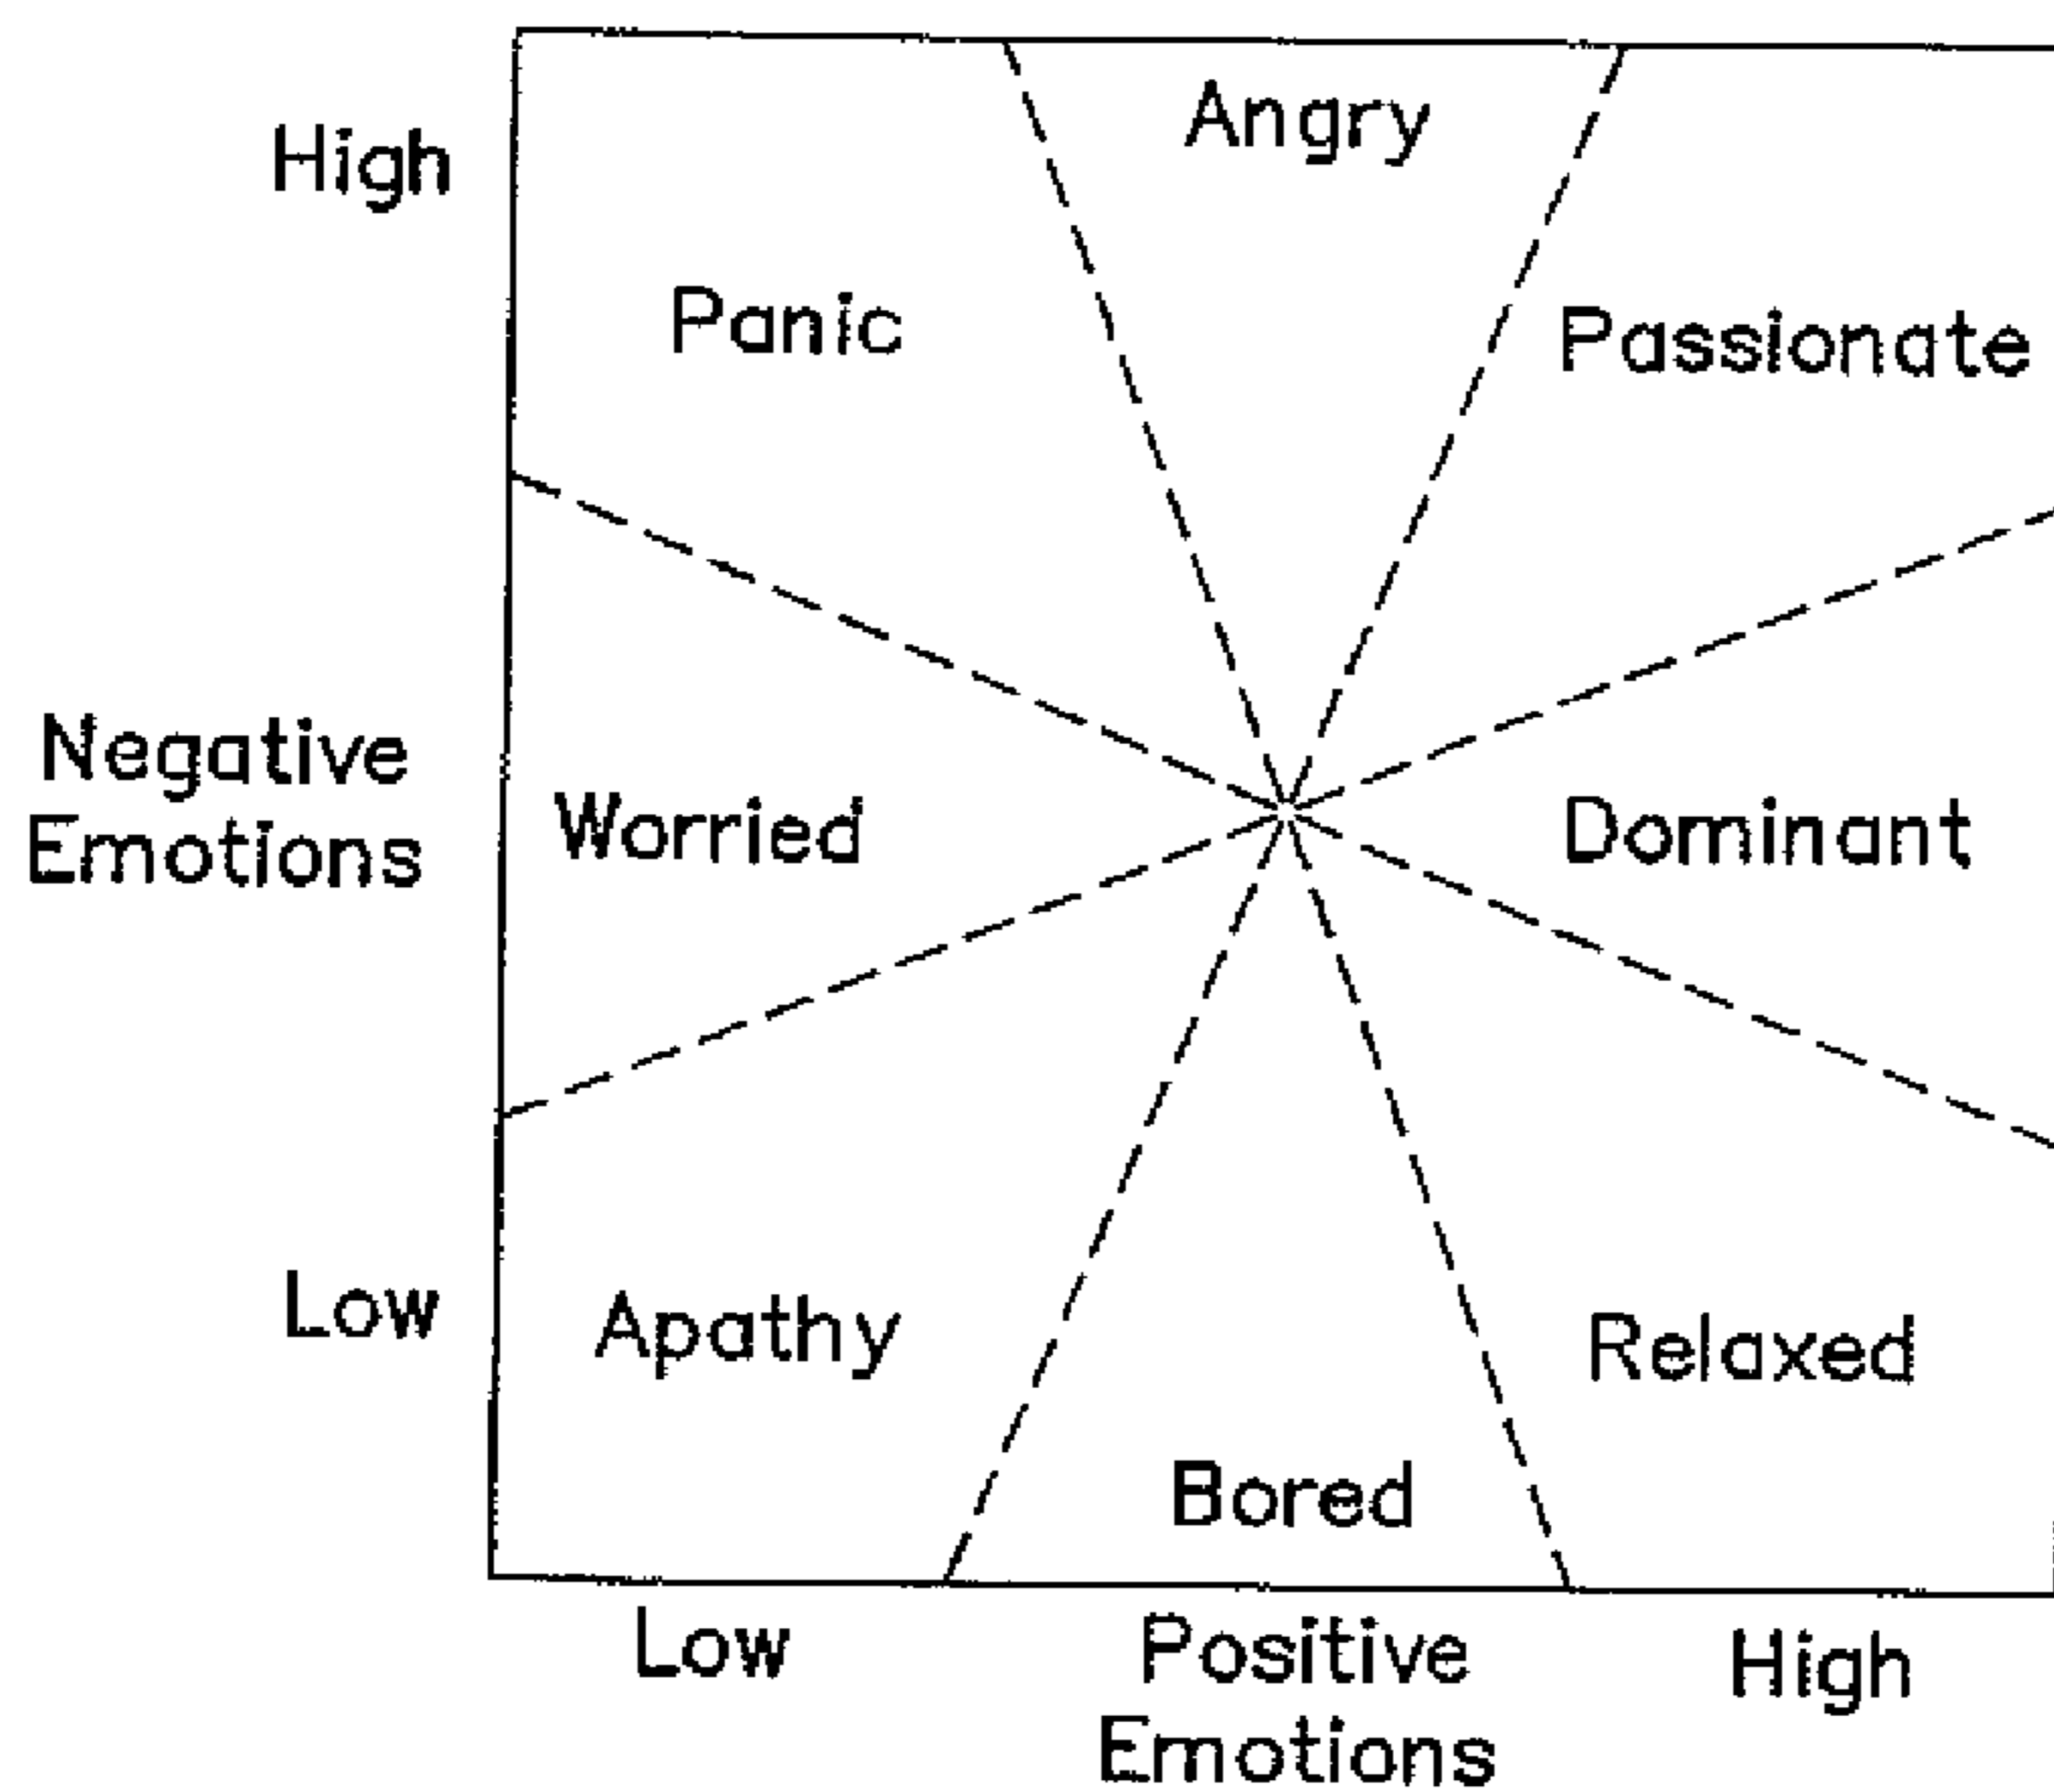 Angry
High
Panic
Passionate
Negative
Emotions
Worried
Dominant
Low
Apathy
Relaxed
Bored
Low
Positive
Emotions
High